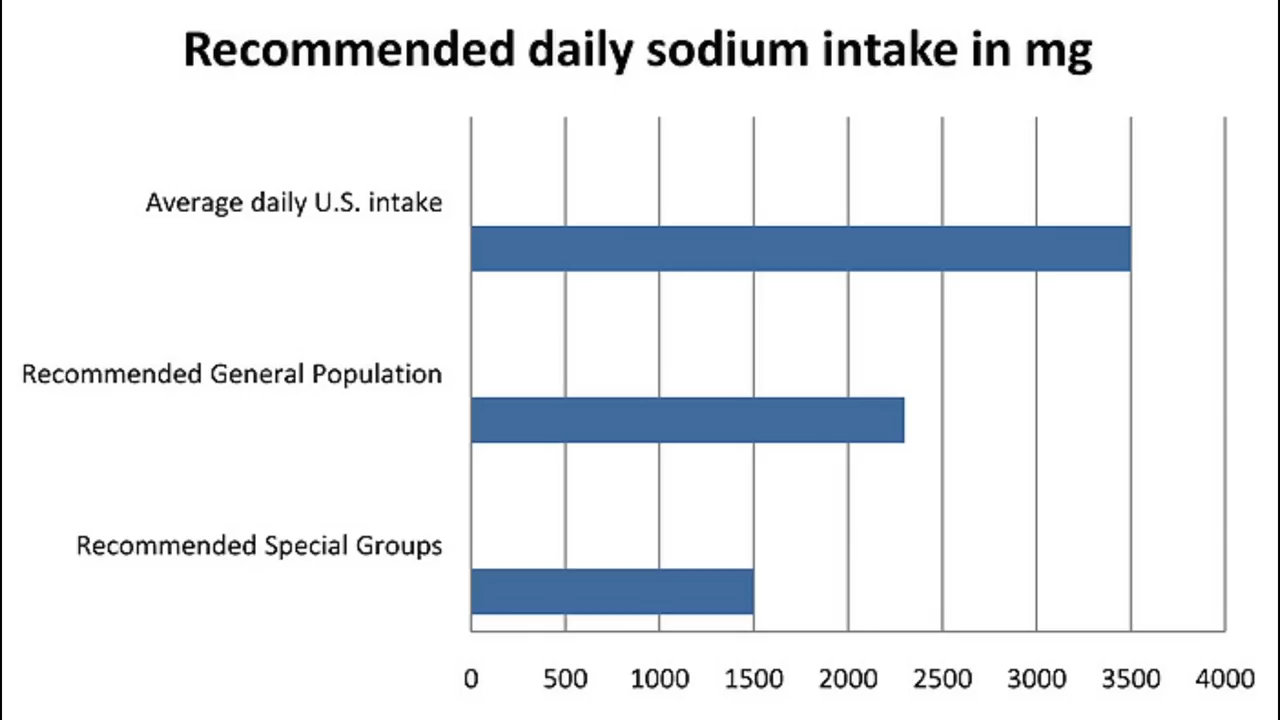 Recommended daily sodium intake in mg
Average daily U.S. intake
Recommended General Population
Recommended Special Groups
0 500 1000 1500 2000 2500 3000 3500 4000